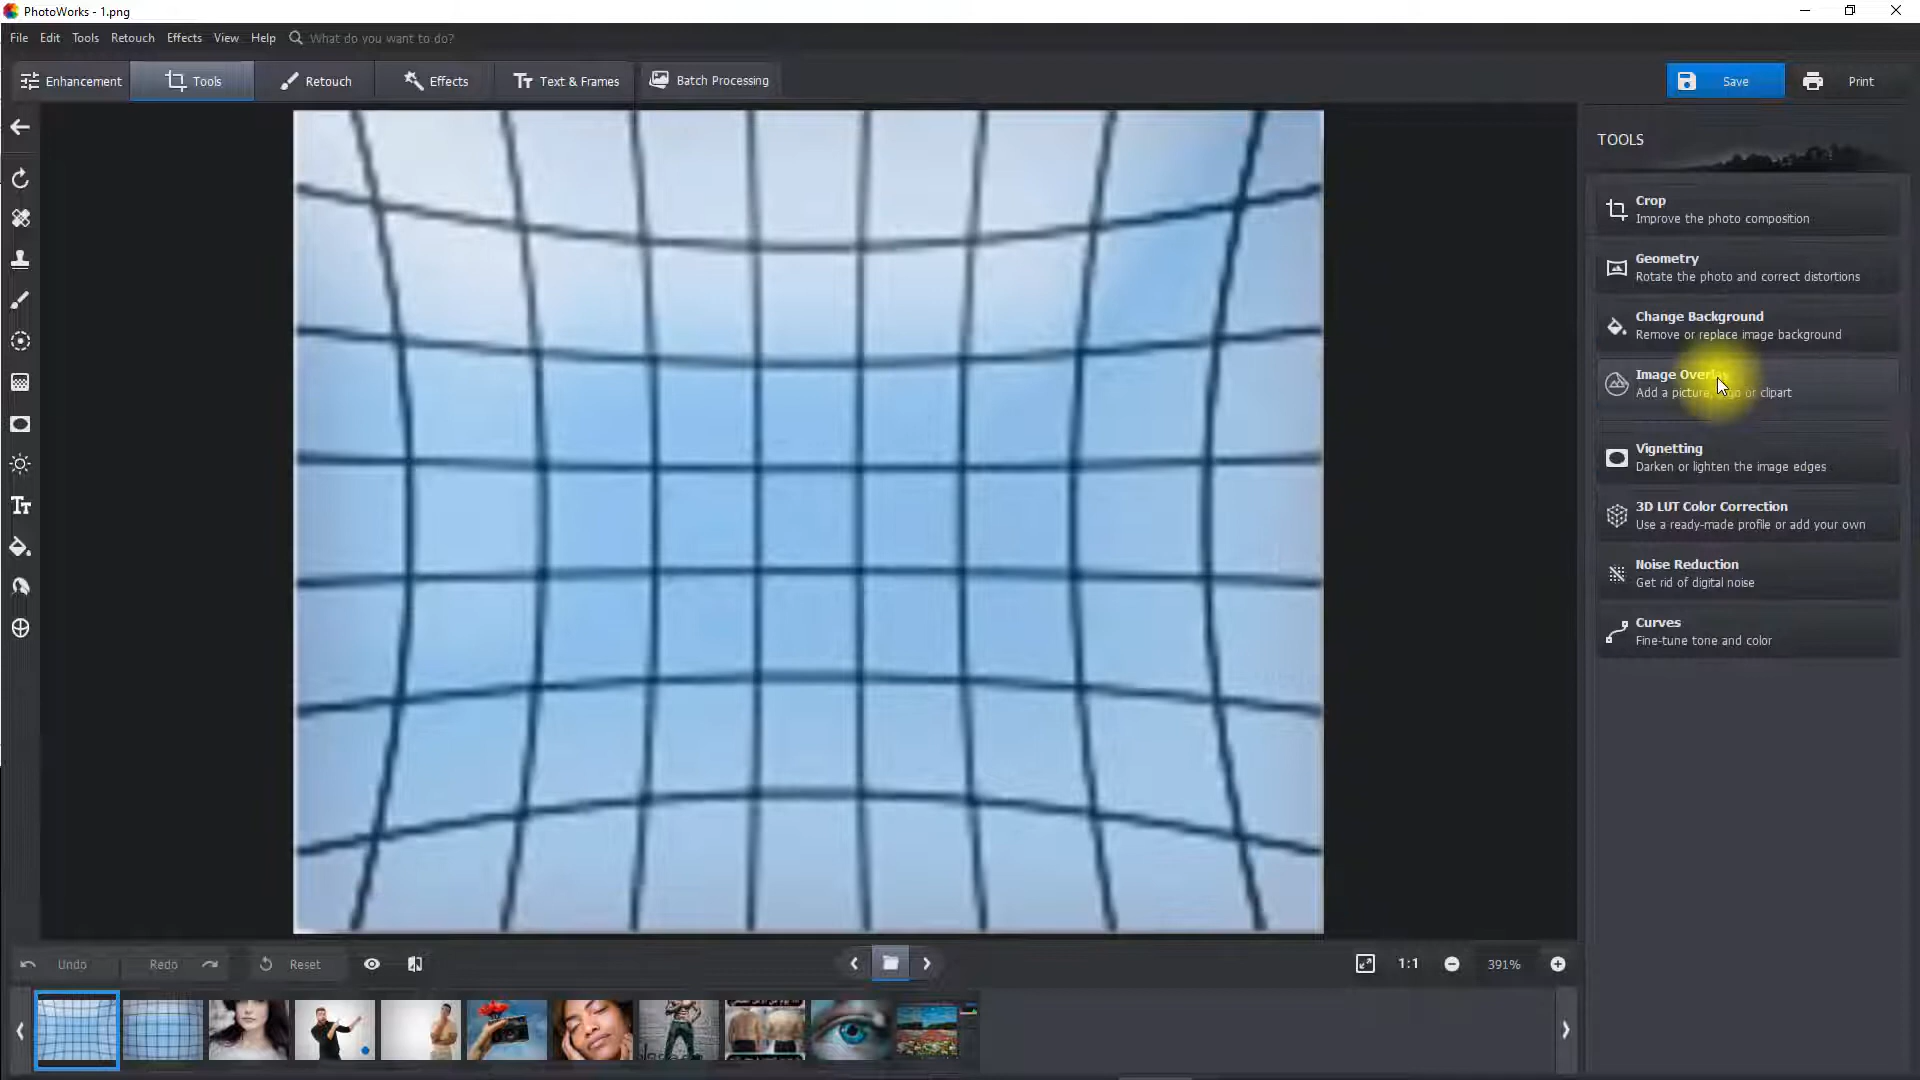 PhotoWorks - 1.png
File Edit Tools Retouch Effects View Help What do you want to do?
Enhancement Tools Retouch Effects Text & Frames Batch Processing Save Print
TOOLS
Crop
Improve the photo composition
Geometry
Rotate the photo and correct distortions
Change Background
Remove or replace image background
Image Overlay
Add a picture, logo or clipart
Vignetting
Darken or lighten the image edges
3D LUT Color Correction
Use a ready-made profile or add your own
Noise Reduction
Get rid of digital noise
Curves
Fine-tune tone and color
Undo Redo Reset 1:1 391%